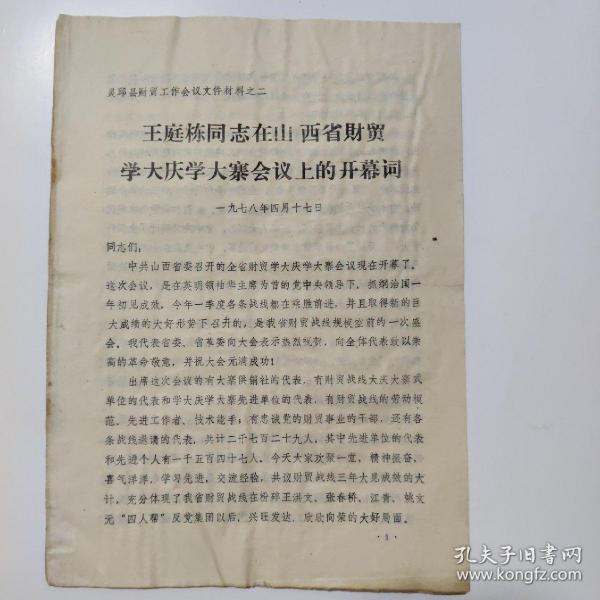 灵邱县财贸工作会议文件材料之二
王庭栋同志在山西省財贸
学大庆学大寨会议上的开幕词
一九七八年四月十七日
同志们:
中共山西省委召开的全省财贸学大庆学大寨会议现在开幕了。
这次会议,是在英明领袖华主席为首的党中央领导下,抓纲治国一
年初见成效,今年一季度各条战线都在乘胜前进,并且取得新的巨
大成绩的大好形势下召开的,是我省财贸战线规模空前的一次盛
会。我代表省委、省革委向大会表示热烈祝贺,向全体代表致以崇
高的革命敬意,并祝大会元满成功!
出席这次会议的有大寨供销社的代表,有财贸战线大庆大寨式
单位的代表和学大庆学大寨先进单位的代表,有财贸战线的劳动模
范、先进工作者、技术能手;有忠诚党的财贸事业的干部,还有各
条战线邀请的代表,共计二千七百二十九人,其中先进单位的代表
和先进个人有一千五百四十七人。今天大家欢聚一堂,精神振奋,
喜气洋洋,学习先进,交流经验,共议财贸战线三年大见成效的大
计,充分体现了我省财贸战线在粉碎王洪文、张春桥、江青、姚文
元“四人帮”反党集团以后,兴旺发达,欣欣向荣的大好局面。
·1·
孔夫子旧书网
www.kongfz.com